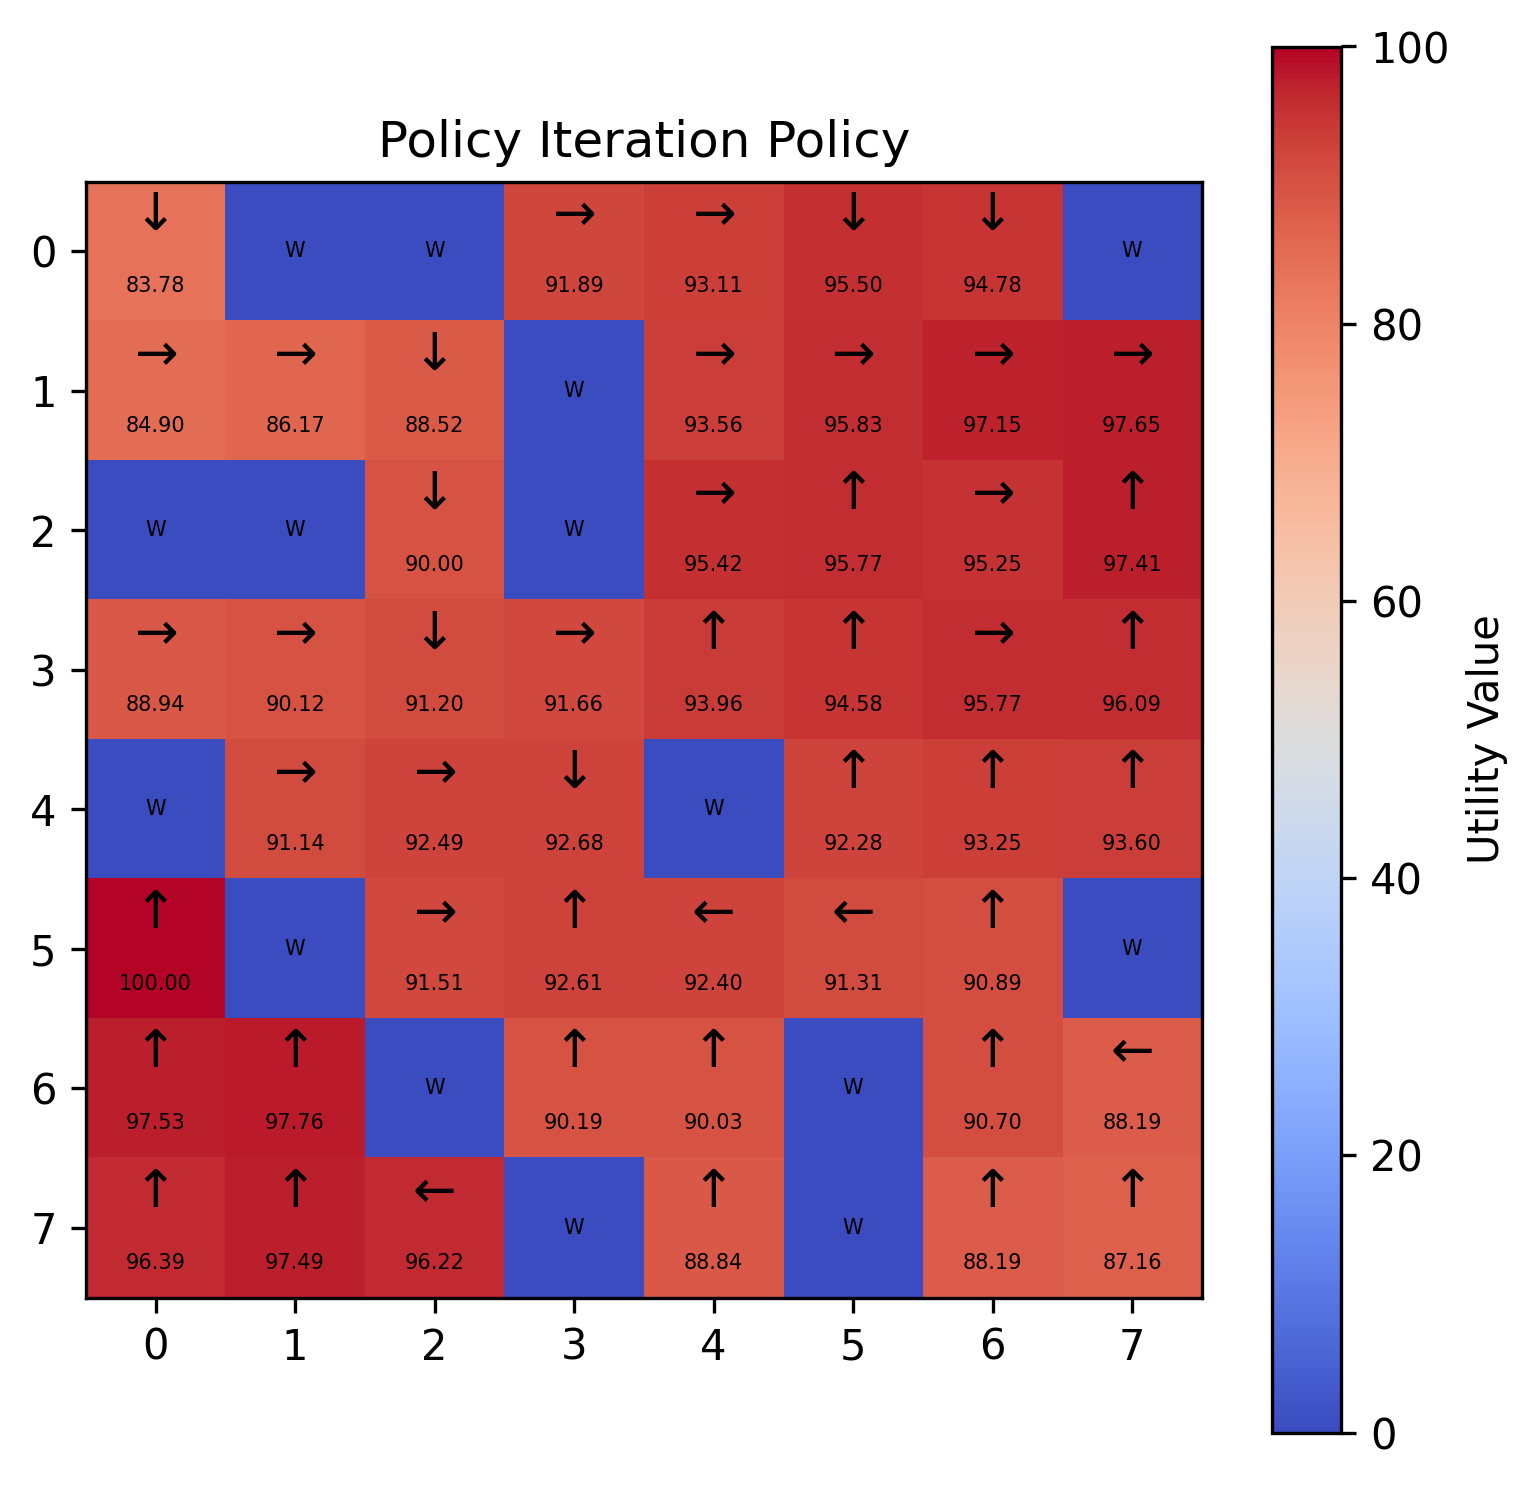 Policy Iteration Policy
↓ → → ↓ ↓
0 W W W
83.78 91.89 93.11 95.50 94.78
→ → ↓ → → → →
1 W
84.90 86.17 88.52 93.56 95.83 97.15 97.65
↓ → ↑ → ↑
2 W W W
90.00 95.42 95.77 95.25 97.41
→ → ↓ → ↑ ↑ → ↑
3
88.94 90.12 91.20 91.66 93.96 94.58 95.77 96.09
→ → ↓ ↑ ↑ ↑
4 W W
91.14 92.49 92.68 92.28 93.25 93.60
↑ → ↑ ← ← ↑
5 W W
100.00 91.51 92.61 92.40 91.31 90.89
↑ ↑ ↑ ↑ ↑ ←
6 W W
97.53 97.76 90.19 90.03 90.70 88.19
↑ ↑ ← ↑ ↑ ↑
7 W W
96.39 97.49 96.22 88.84 88.19 87.16
0 1 2 3 4 5 6 7
100
80
60
40
20
0
Utility Value